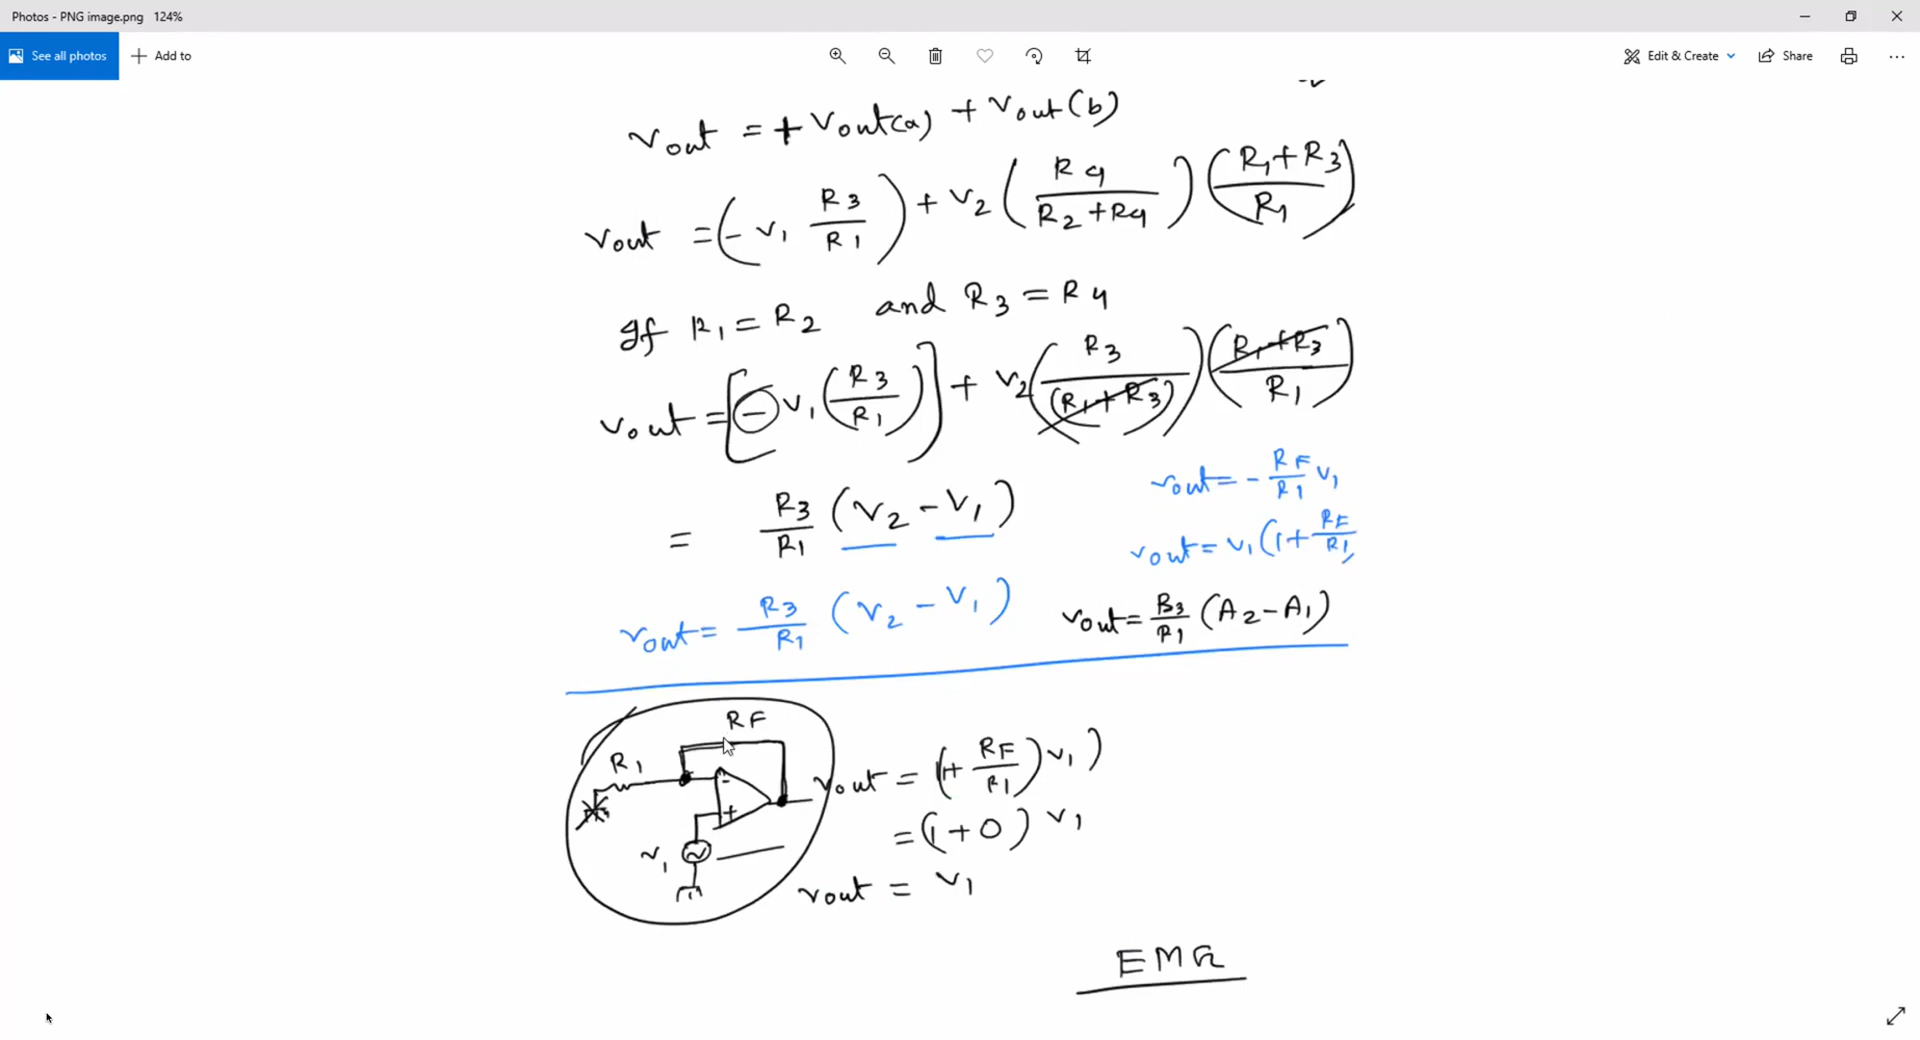 Photos - PNG image.png 124%
See all photos
Add to
Edit & Create
Share
Vout = + Vout(a) + Vout(b)
Vout = (- V1 R3/R1) + V2 (R4/(R2 + R4)) ((R1 + R3)/R1)
If R1 = R2 and R3 = R4
Vout = [- V1 (R3/R1)] + V2 (R3/(R1 + R3)) ((R1 + R3)/R1)
= R3/R1 (V2 - V1)
Vout = - RF/R1 V1
Vout = V1 (1 + RF/R1
Vout = R3/R1 (V2 - V1)
Vout = R3/R1 (A2 - A1)
RF
R1
-
+
V1
Vout = (1+ RF/R1) V1)
= (1 + 0) V1
Vout = V1
EMG